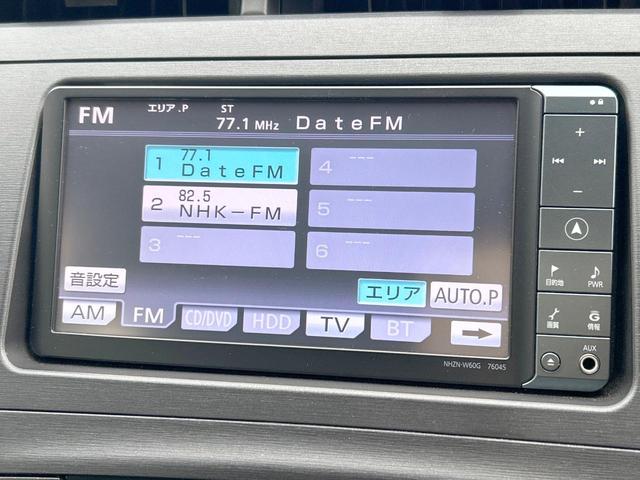 FM エリア.P ST 77.1 MHz DateFM
1 77.1 DateFM
4 ---
2 82.5 NHK-FM
5 ---
3 ---
6 ---
音設定 エリア AUTO.P
AM FM CD/DVD HDD TV BT
NHZN-W60G 76045
+
-
目的地 PWR
画質 G 情報
AUX